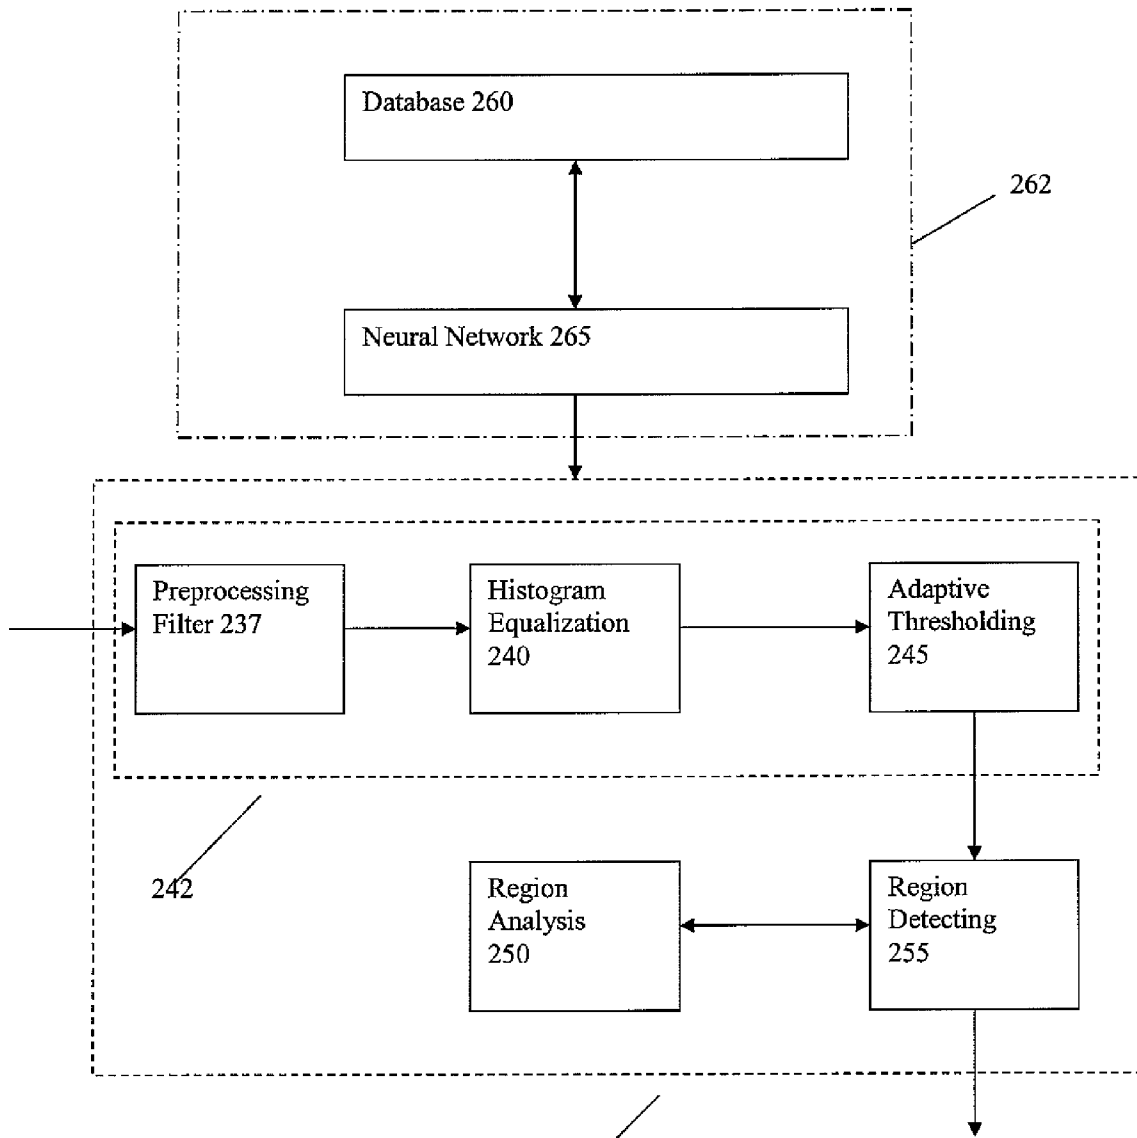 Database 260
262
Neural Network 265
Preprocessing
Filter 237
Histogram
Equalization
240
Adaptive
Thresholding
245
242
Region
Analysis
250
Region
Detecting
255